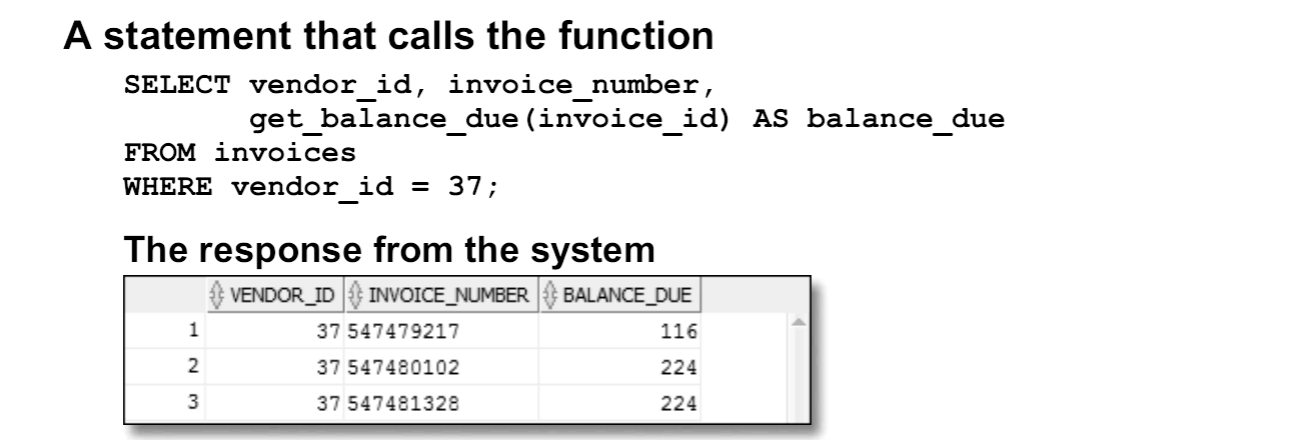 A statement that calls the function
SELECT vendor_id, invoice_number,
get_balance_due(invoice_id) AS balance_due
FROM invoices
WHERE vendor_id = 37;
The response from the system
VENDOR_ID INVOICE_NUMBER BALANCE_DUE
1 37 547479217 116
2 37 547480102 224
3 37 547481328 224